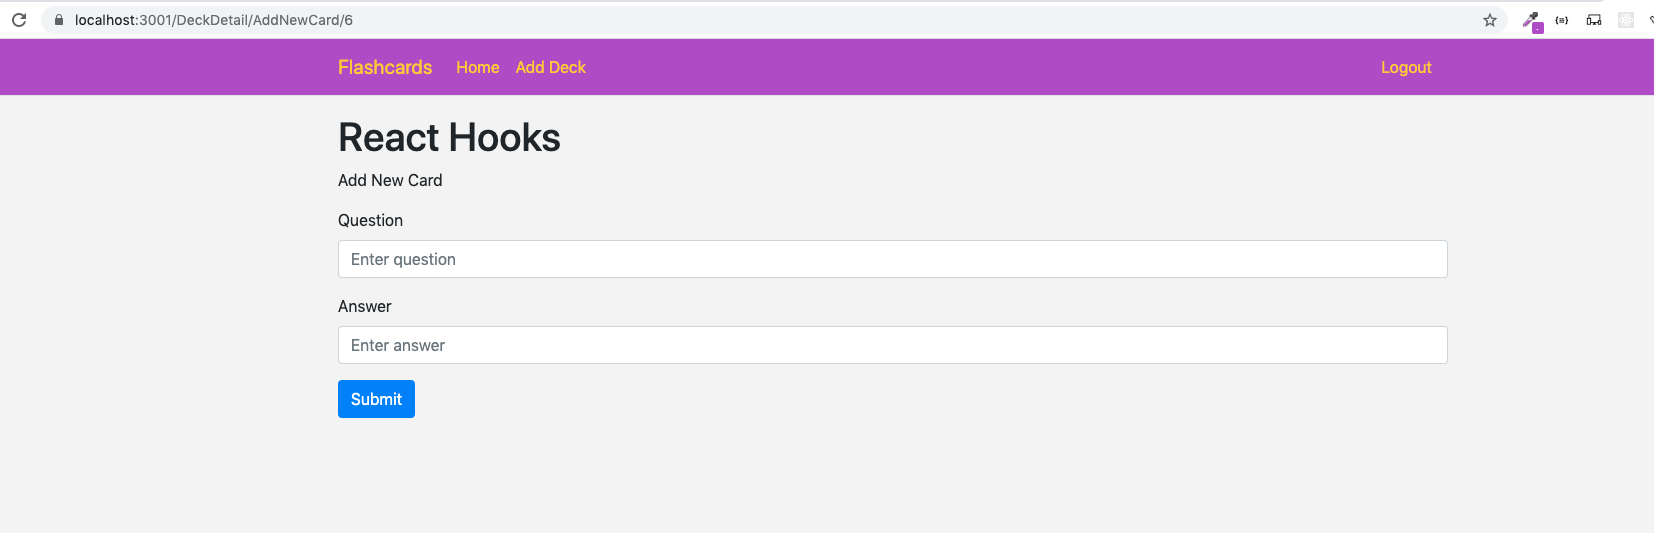 localhost:3001/DeckDetail/AddNewCard/6
Flashcards Home Add Deck Logout
React Hooks
Add New Card
Question
Enter question
Answer
Enter answer
Submit